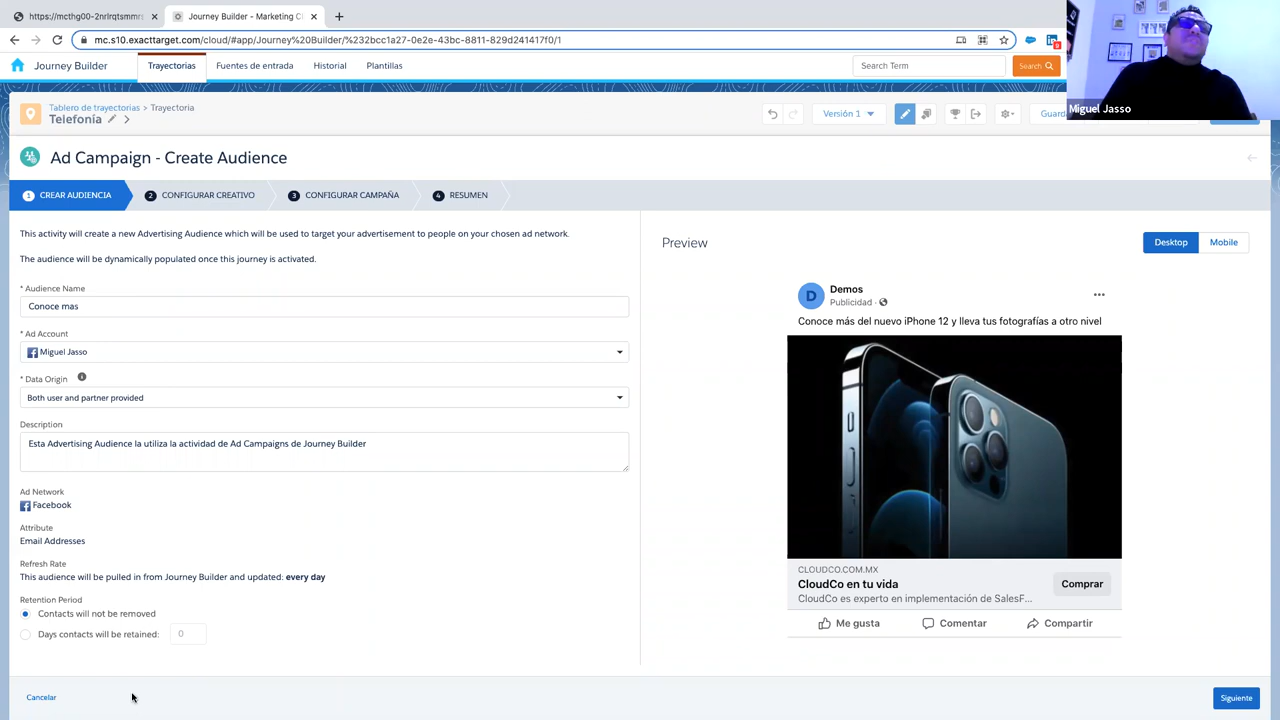 https://mcthg00-2nrlrqtsmmr
Journey Builder - Marketing C
mc.s10.exacttarget.com/cloud/#app/Journey%20Builder/%232bcc1a27-0e2e-43bc-8811-829d241417f0/1
Journey Builder
Trayectorias
Fuentes de entrada
Historial
Plantillas
Search Term
Search
Miguel Jasso
Tablero de trayectorias > Trayectoria
Telefonía
Versión 1
Guard
Ad Campaign - Create Audience
1 CREAR AUDIENCIA
2 CONFIGURAR CREATIVO
3 CONFIGURAR CAMPAÑA
4 RESUMEN
This activity will create a new Advertising Audience which will be used to target your advertisement to people on your chosen ad network.
The audience will be dynamically populated once this journey is activated.
* Audience Name
Conoce mas
* Ad Account
Miguel Jasso
* Data Origin
Both user and partner provided
Description
Esta Advertising Audience la utiliza la actividad de Ad Campaigns de Journey Builder
Ad Network
Facebook
Attribute
Email Addresses
Refresh Rate
This audience will be pulled in from Journey Builder and updated: every day
Retention Period
Contacts will not be removed
Days contacts will be retained: 0
Cancelar
Preview
Desktop
Mobile
D
Demos
Publicidad ·
Conoce más del nuevo iPhone 12 y lleva tus fotografías a otro nivel
CLOUDCO.COM.MX
CloudCo en tu vida
CloudCo es experto en implementación de SalesF...
Comprar
Me gusta
Comentar
Compartir
Siguiente